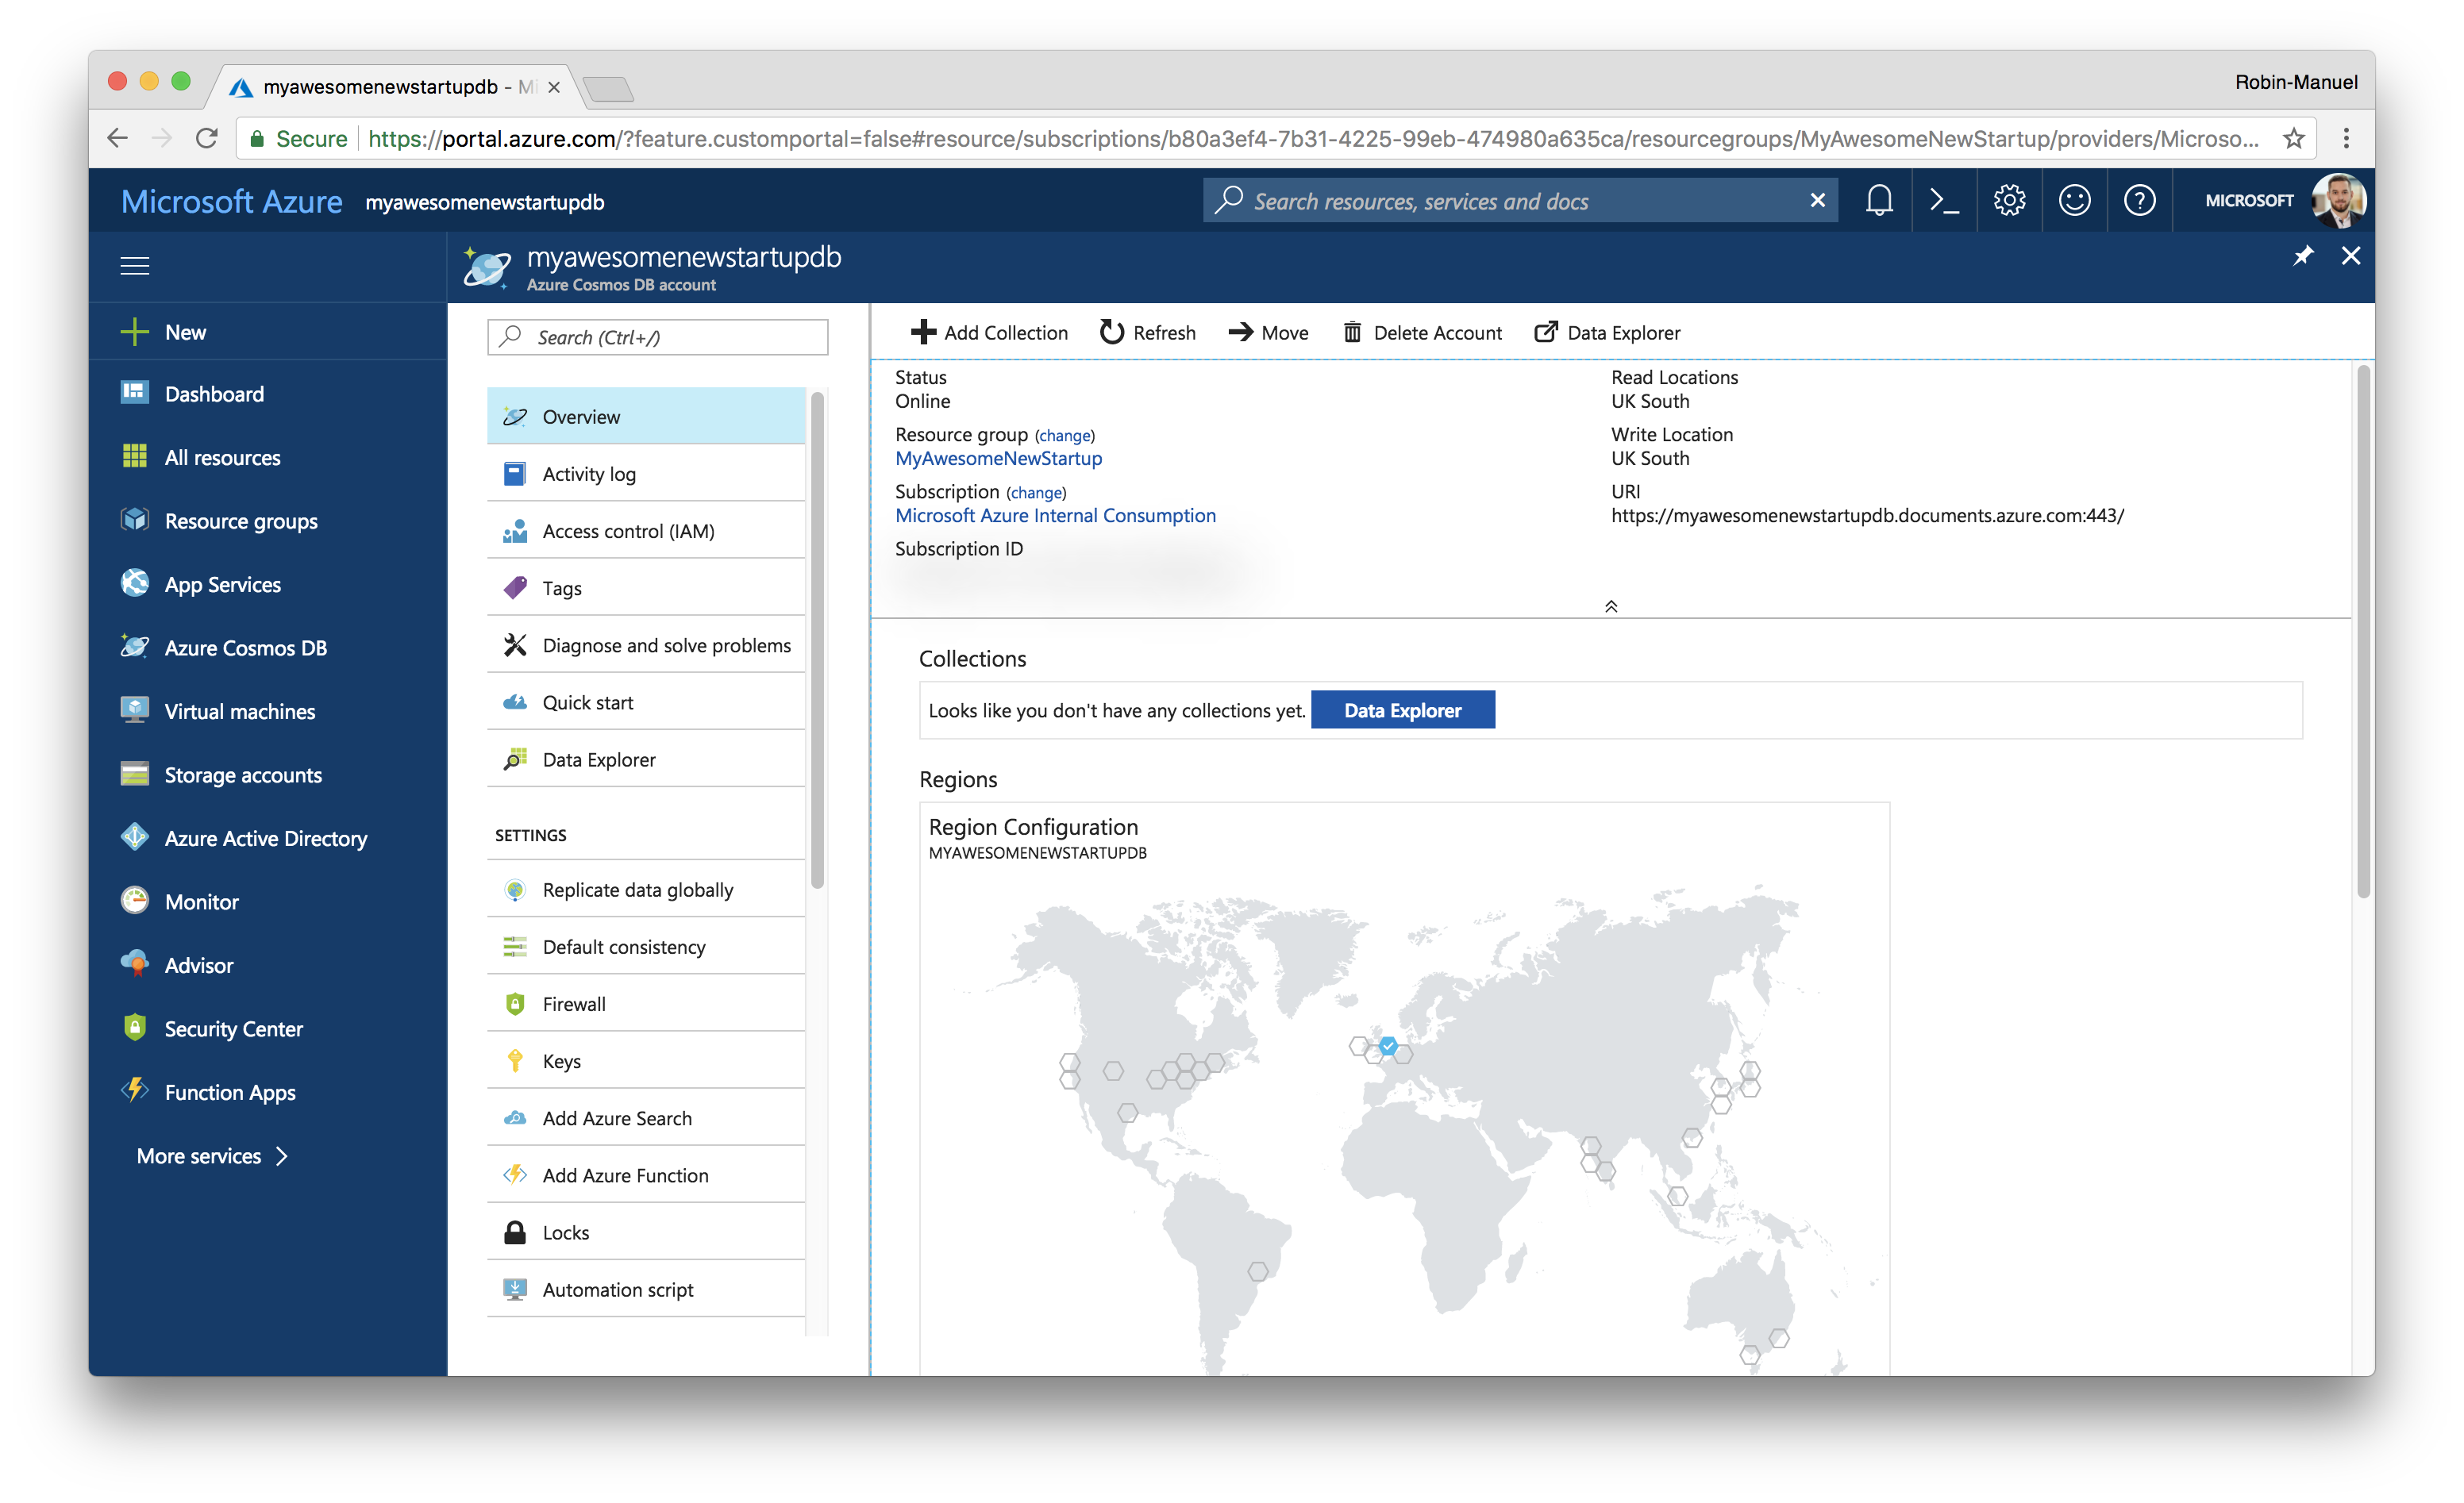 myawesomenewstartupdb - Mi
Robin-Manuel
Secure
https://portal.azure.com/?feature.customportal=false#resource/subscriptions/b80a3ef4-7b31-4225-99eb-474980a635ca/resourcegroups/MyAwesomeNewStartup/providers/Microso...
Microsoft Azure myawesomenewstartupdb
Search resources, services and docs
MICROSOFT
myawesomenewstartupdb
Azure Cosmos DB account
New
Dashboard
All resources
Resource groups
App Services
Azure Cosmos DB
Virtual machines
Storage accounts
Azure Active Directory
Monitor
Advisor
Security Center
Function Apps
More services
Search (Ctrl+/)
Overview
Activity log
Access control (IAM)
Tags
Diagnose and solve problems
Quick start
Data Explorer
SETTINGS
Replicate data globally
Default consistency
Firewall
Keys
Add Azure Search
Add Azure Function
Locks
Automation script
Add Collection
Refresh
Move
Delete Account
Data Explorer
Status
Online
Resource group (change)
MyAwesomeNewStartup
Subscription (change)
Microsoft Azure Internal Consumption
Subscription ID
Read Locations
UK South
Write Location
UK South
URI
https://myawesomenewstartupdb.documents.azure.com:443/
Collections
Looks like you don't have any collections yet. Data Explorer
Regions
Region Configuration
MYAWESOMENEWSTARTUPDB